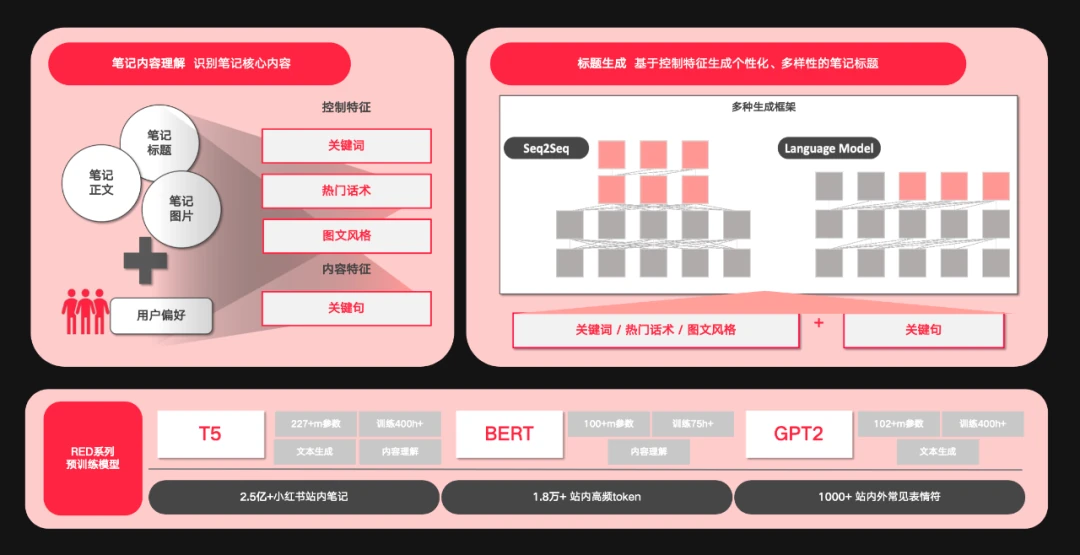 笔记内容理解 识别笔记核心内容
笔记
标题
笔记
正文
笔记
图片
用户偏好
控制特征
关键词
热门话术
图文风格
内容特征
关键句
标题生成 基于控制特征生成个性化、多样性的笔记标题
多种生成框架
Seq2Seq
Language Model
关键词 / 热门话术 / 图文风格
+
关键句
RED系列
预训练模型
T5
227+m参数
训练400h+
文本生成
内容理解
BERT
100+m参数
训练75h+
内容理解
GPT2
102+m参数
训练400h+
文本生成
2.5亿+小红书站内笔记
1.8万+ 站内高频token
1000+ 站内外常见表情符